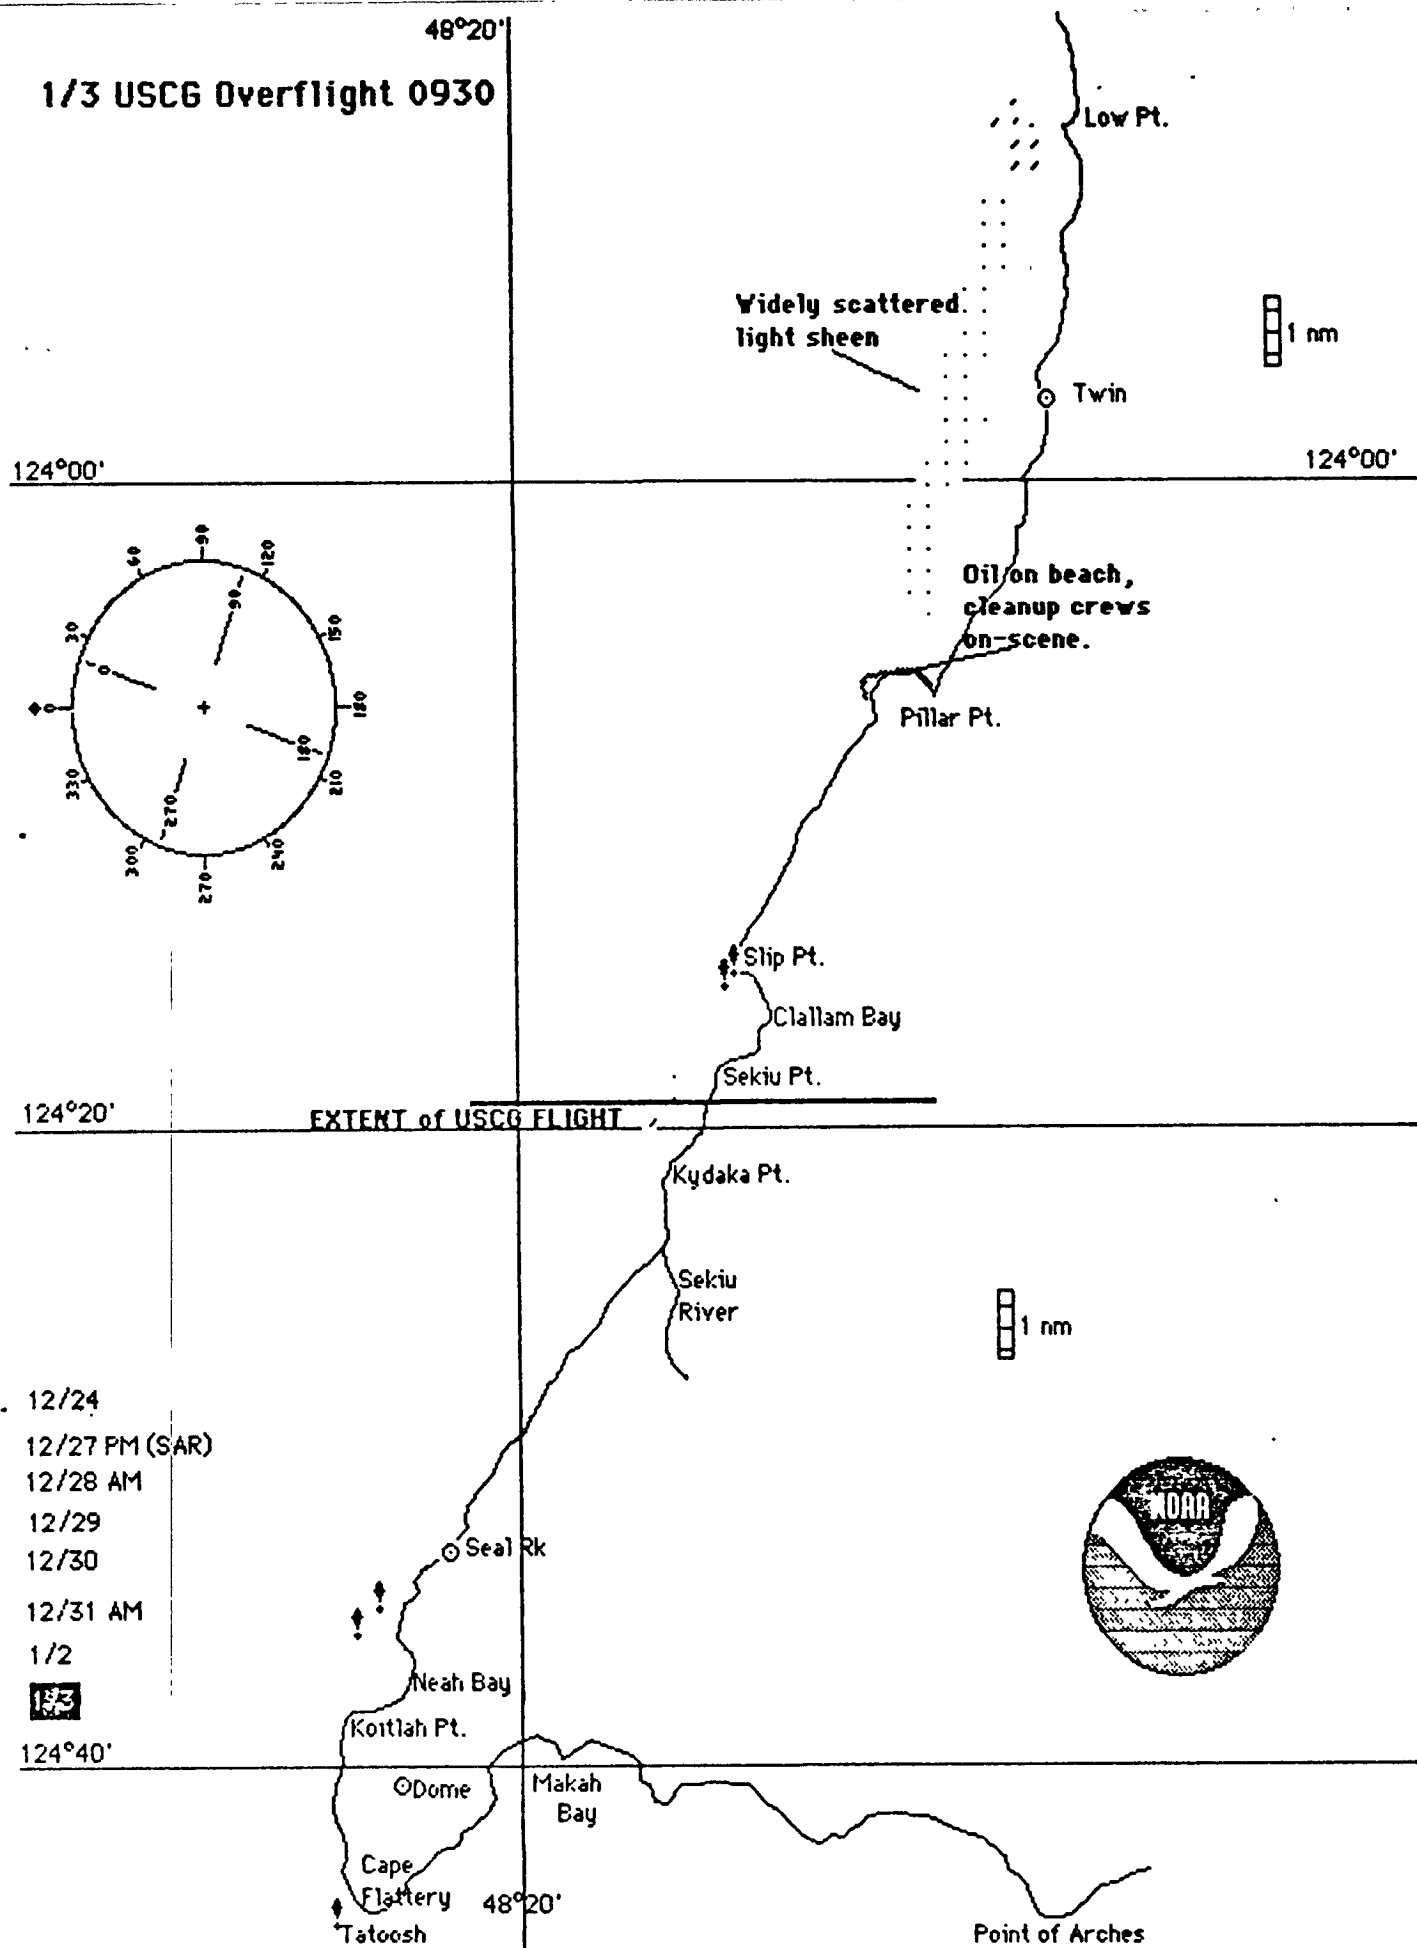 48°20'
1/3 USCG Overflight 0930
Low Pt.
Widely scattered
light sheen
1 nm
Twin
124°00'
124°00'
0
30
60
90
120
150
180
210
240
270
300
330
0
90
180
270
Oil on beach,
cleanup crews
on-scene.
Pillar Pt.
Slip Pt.
Clallam Bay
Sekiu Pt.
124°20'
EXTENT of USCG FLIGHT
Kydaka Pt.
Sekiu
River
1 nm
12/24
12/27 PM (SAR)
12/28 AM
12/29
12/30
12/31 AM
1/2
1/3
NOAA
Seal Rk
Neah Bay
Koitlah Pt.
124°40'
Dome
Makah
Bay
Cape
Flattery
48°20'
Tatoosh
Point of Arches